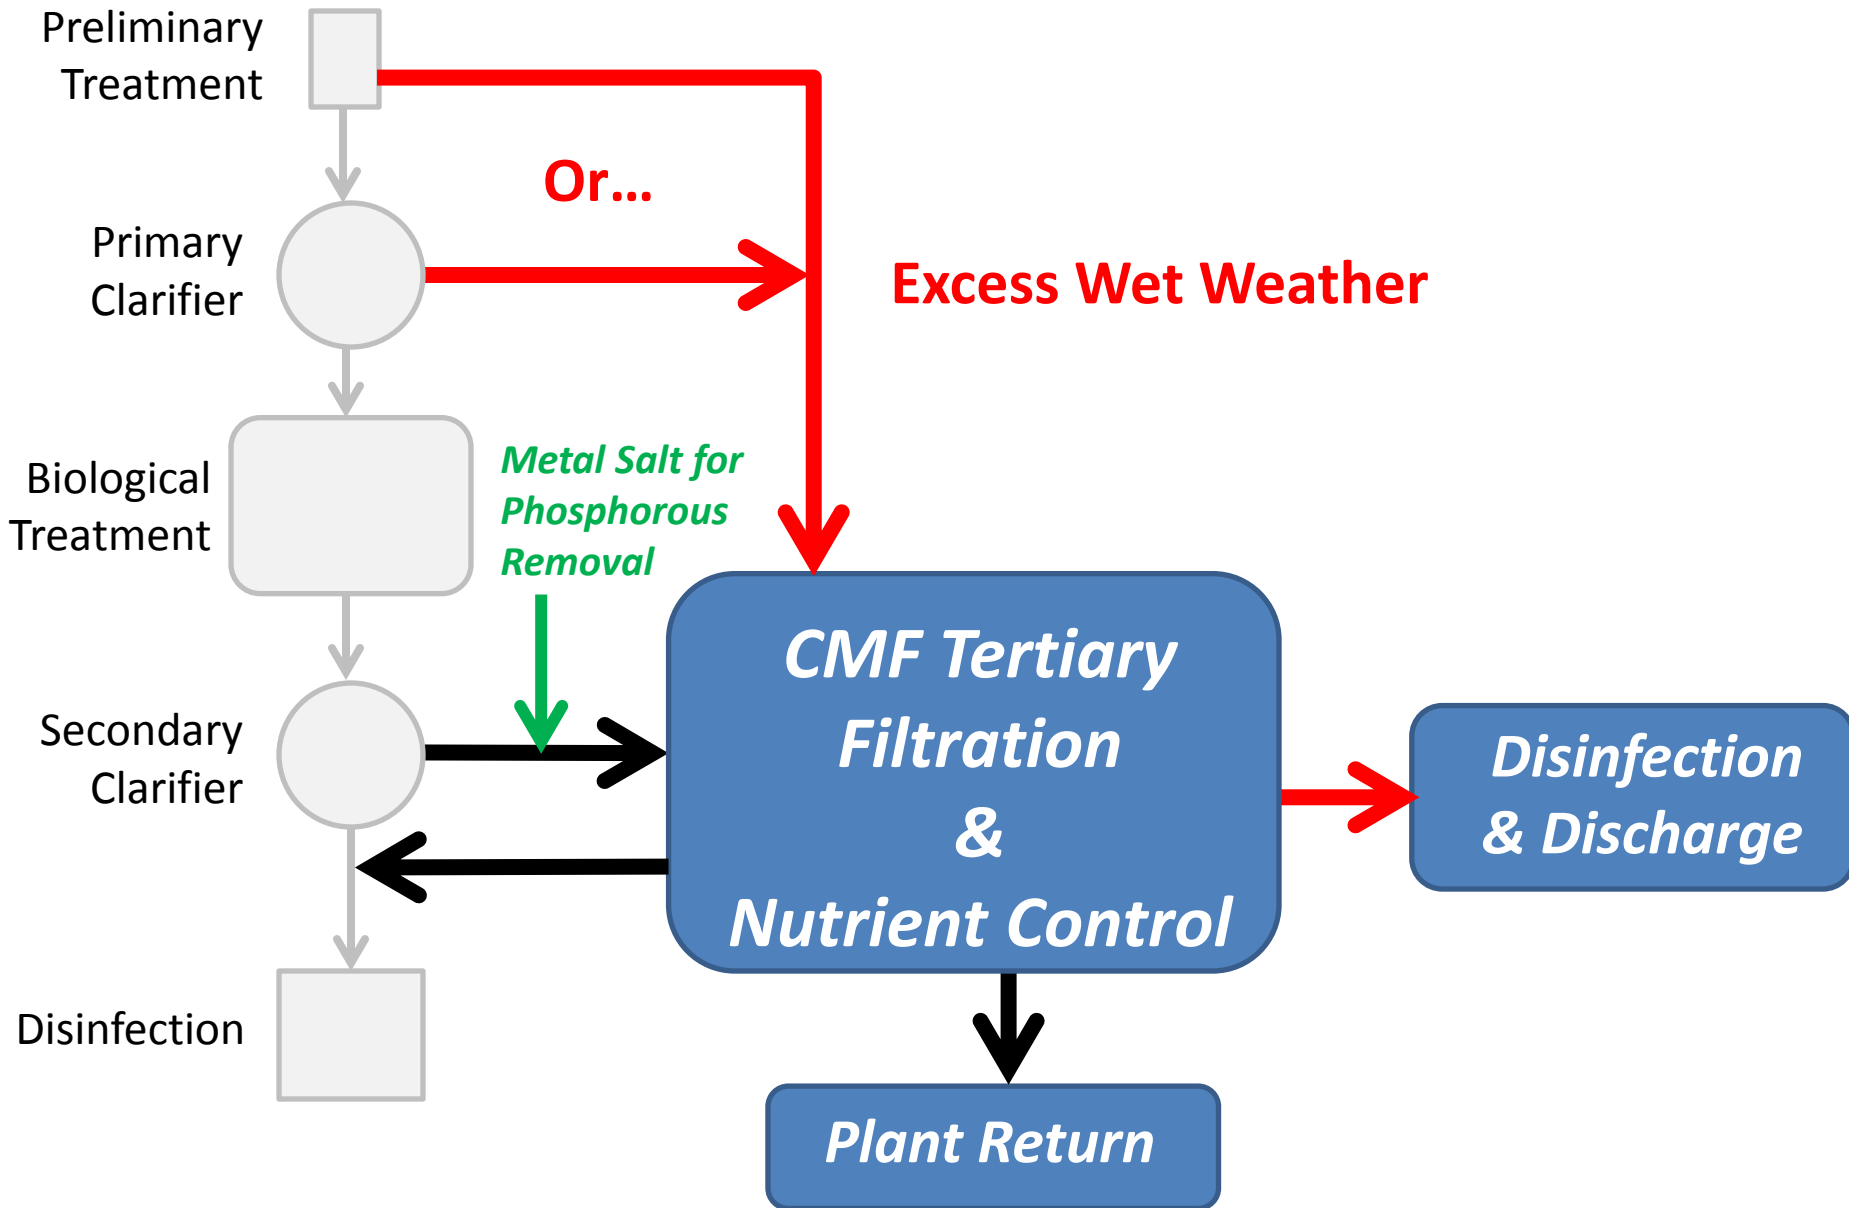 Preliminary
Treatment
Or...
Primary
Clarifier
Excess Wet Weather
Biological
Treatment
Metal Salt for
Phosphorous
Removal
CMF Tertiary
Filtration
&
Nutrient Control
Secondary
Clarifier
Disinfection
& Discharge
Disinfection
Plant Return